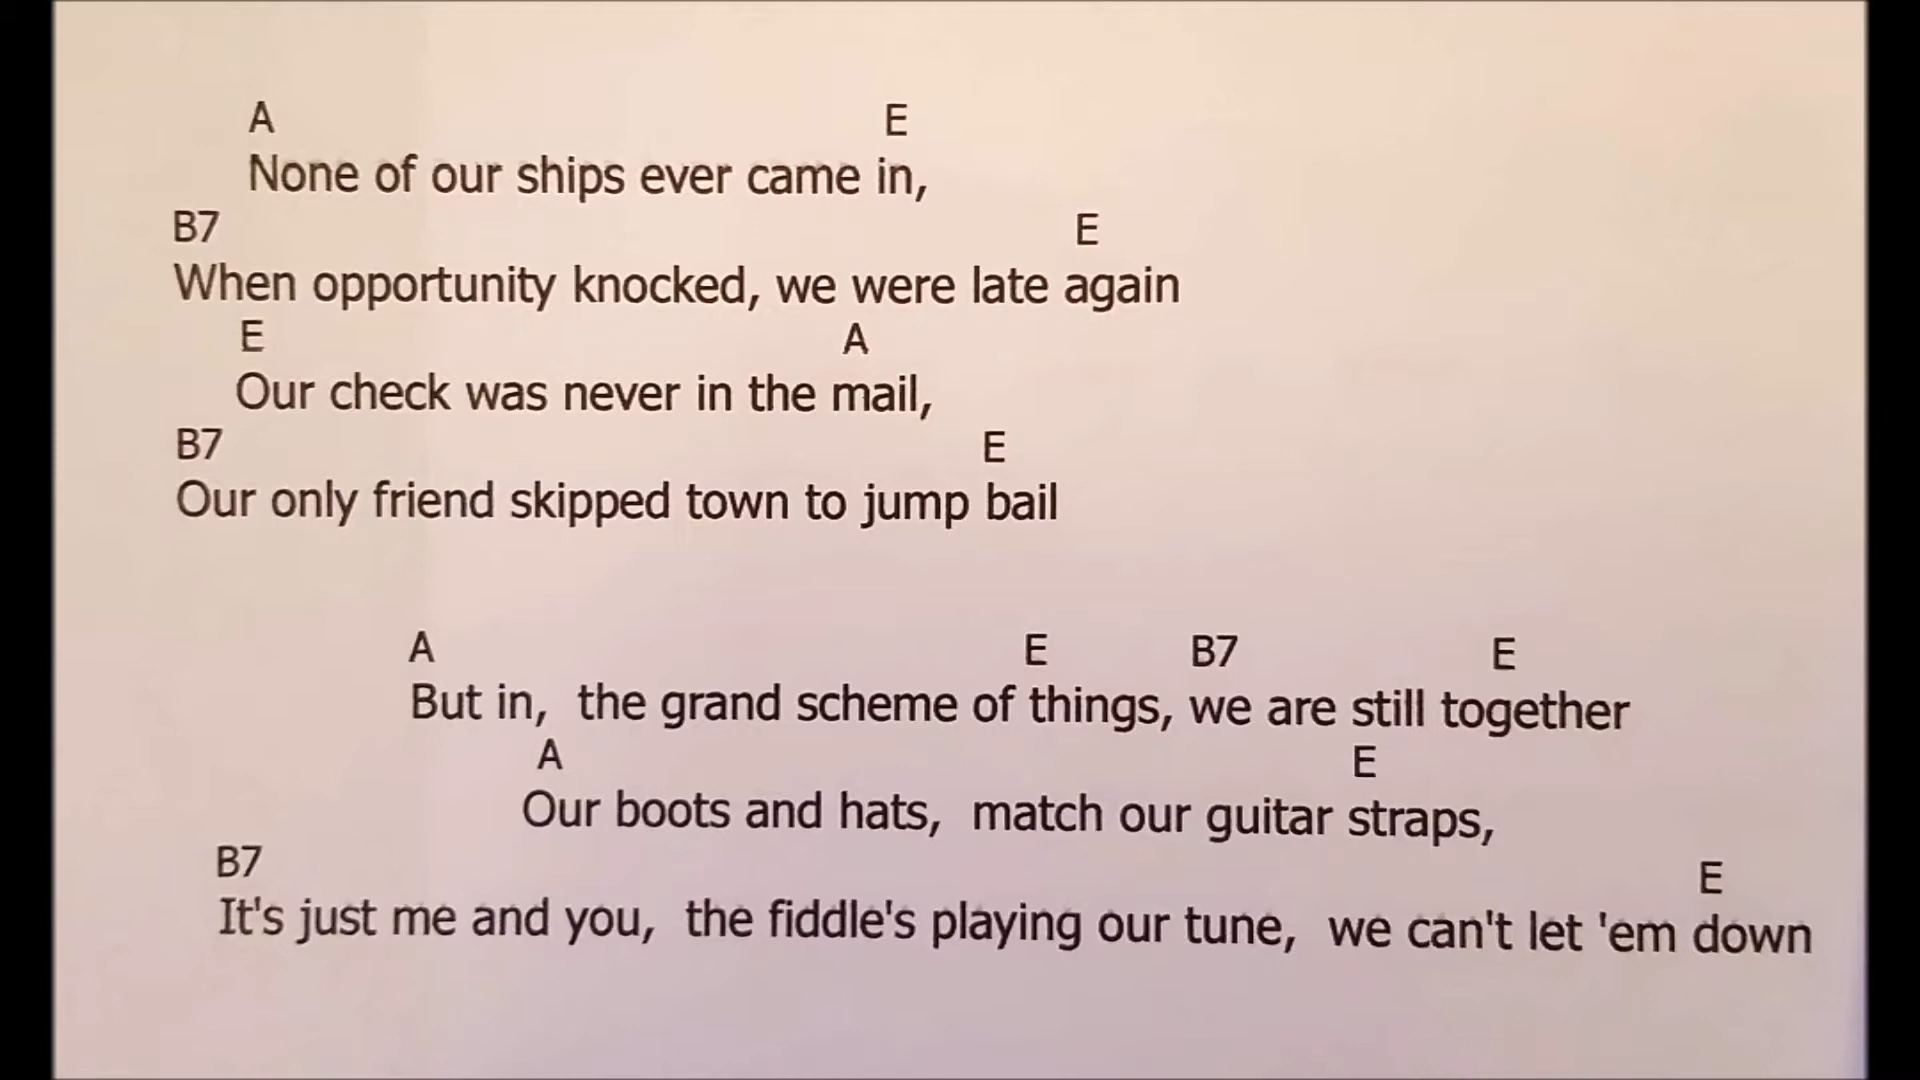 A E
None of our ships ever came in,
B7 E
When opportunity knocked, we were late again
E A
Our check was never in the mail,
B7 E
Our only friend skipped town to jump bail
A E B7 E
But in, the grand scheme of things, we are still together
A E
Our boots and hats, match our guitar straps,
B7 E
It's just me and you, the fiddle's playing our tune, we can't let 'em down